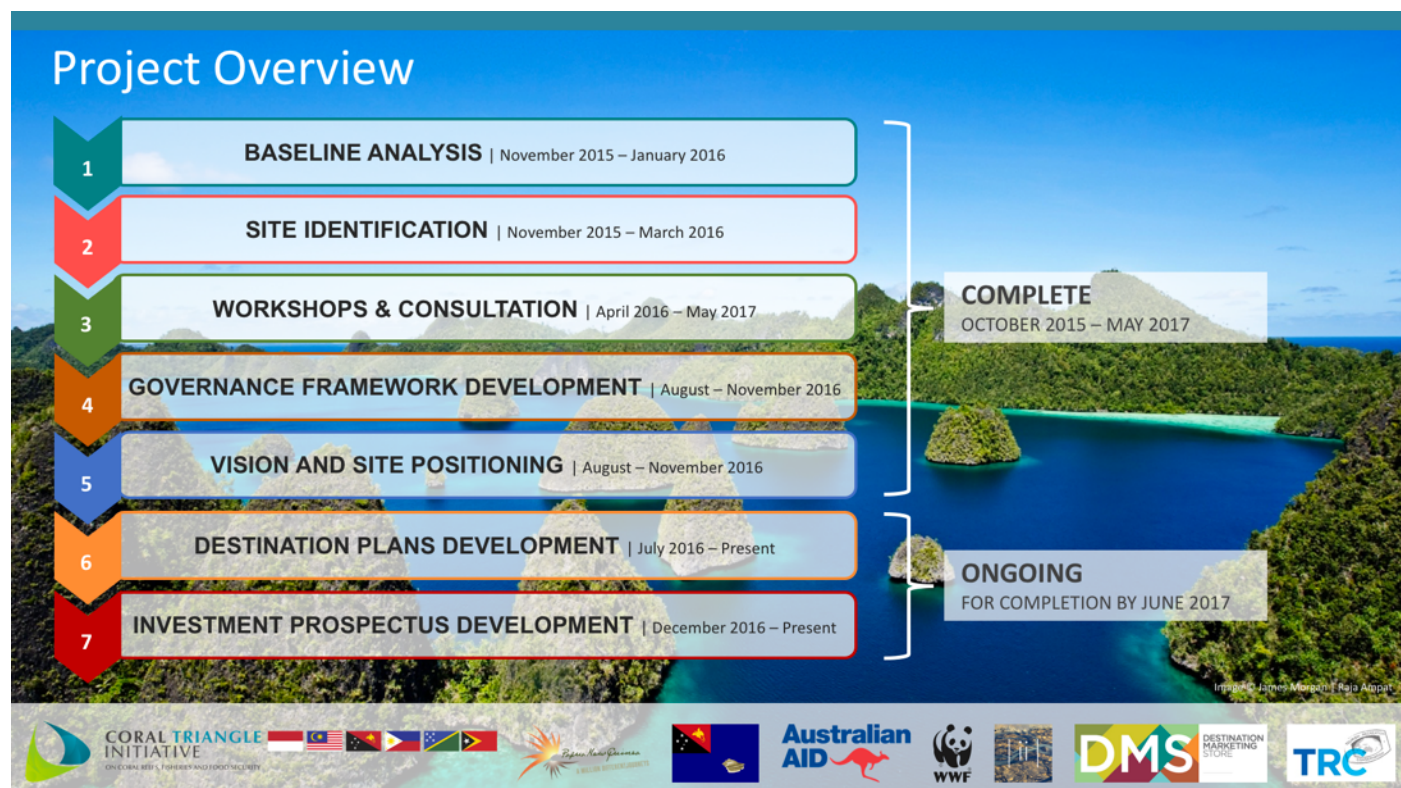 Project Overview
1
BASELINE ANALYSIS | November 2015 – January 2016
2
SITE IDENTIFICATION | November 2015 – March 2016
3
WORKSHOPS & CONSULTATION | April 2016 – May 2017
4
GOVERNANCE FRAMEWORK DEVELOPMENT | August – November 2016
5
VISION AND SITE POSITIONING | August – November 2016
6
DESTINATION PLANS DEVELOPMENT | July 2016 – Present
7
INVESTMENT PROSPECTUS DEVELOPMENT | December 2016 – Present
COMPLETE
OCTOBER 2015 – MAY 2017
ONGOING
FOR COMPLETION BY JUNE 2017
Image © James Morgan | Raja Ampat
CORAL TRIANGLE
INITIATIVE
ON CORAL REEFS, FISHERIES AND FOOD SECURITY
Papua New Guinea
Australian
AID
WWF
DMS
DESTINATION
MARKETING
STORE
TRC